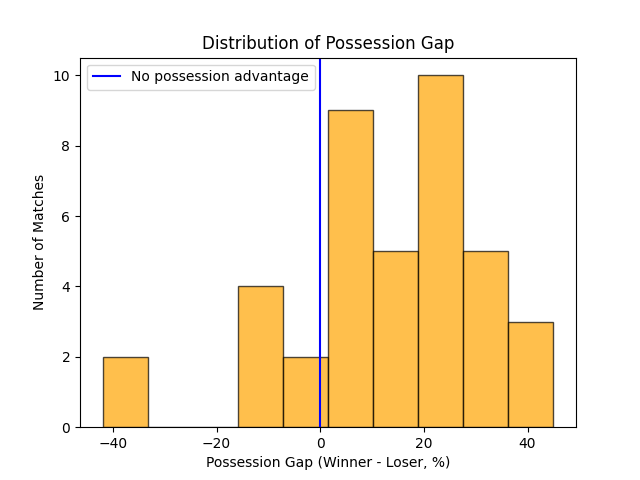 Distribution of Possession Gap
No possession advantage
10
8
6
4
2
0
Number of Matches
−40
−20
0
20
40
Possession Gap (Winner - Loser, %)